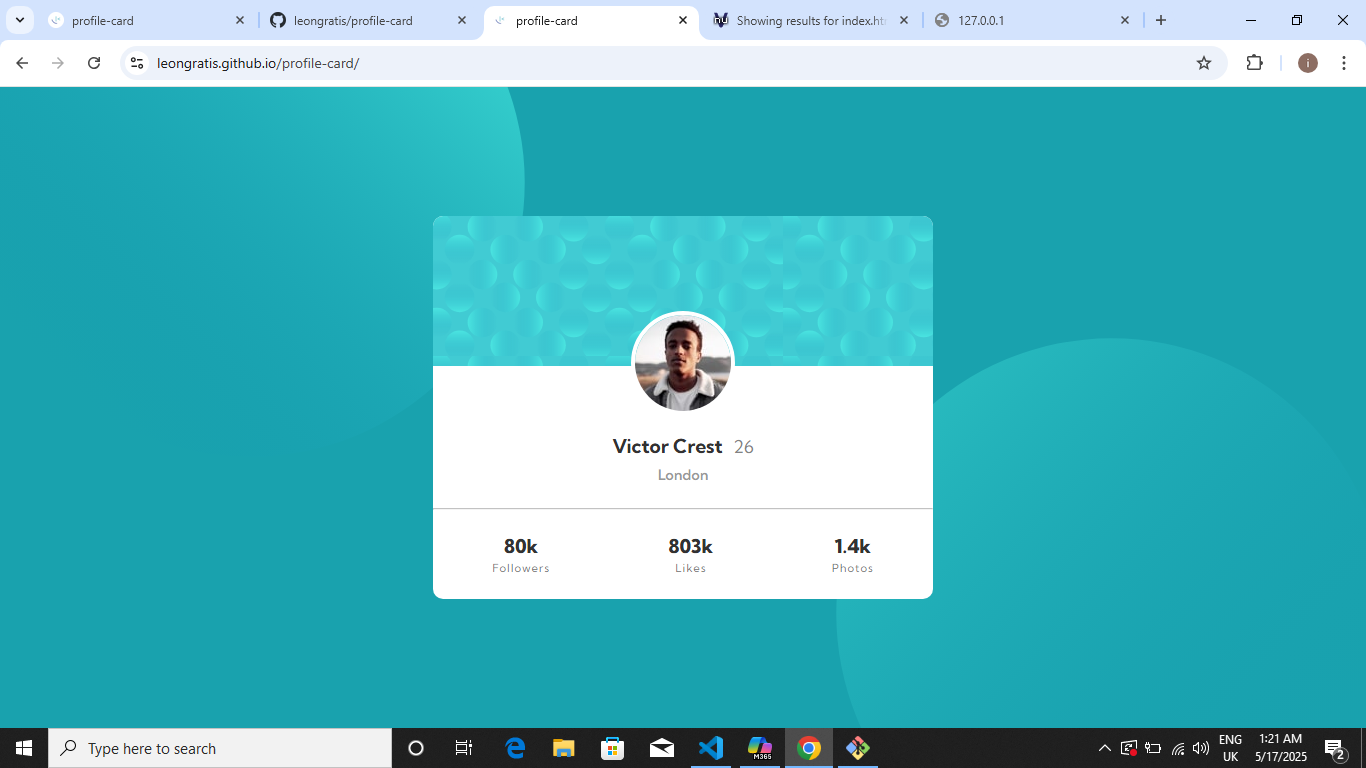 profile-card
leongratis/profile-card
profile-card
Showing results for index.ht
127.0.0.1
leongratis.github.io/profile-card/
i
Victor Crest 26
London
80k
803k
1.4k
Followers
Likes
Photos
Type here to search
M365
ENG
UK
1:21 AM
5/17/2025
2